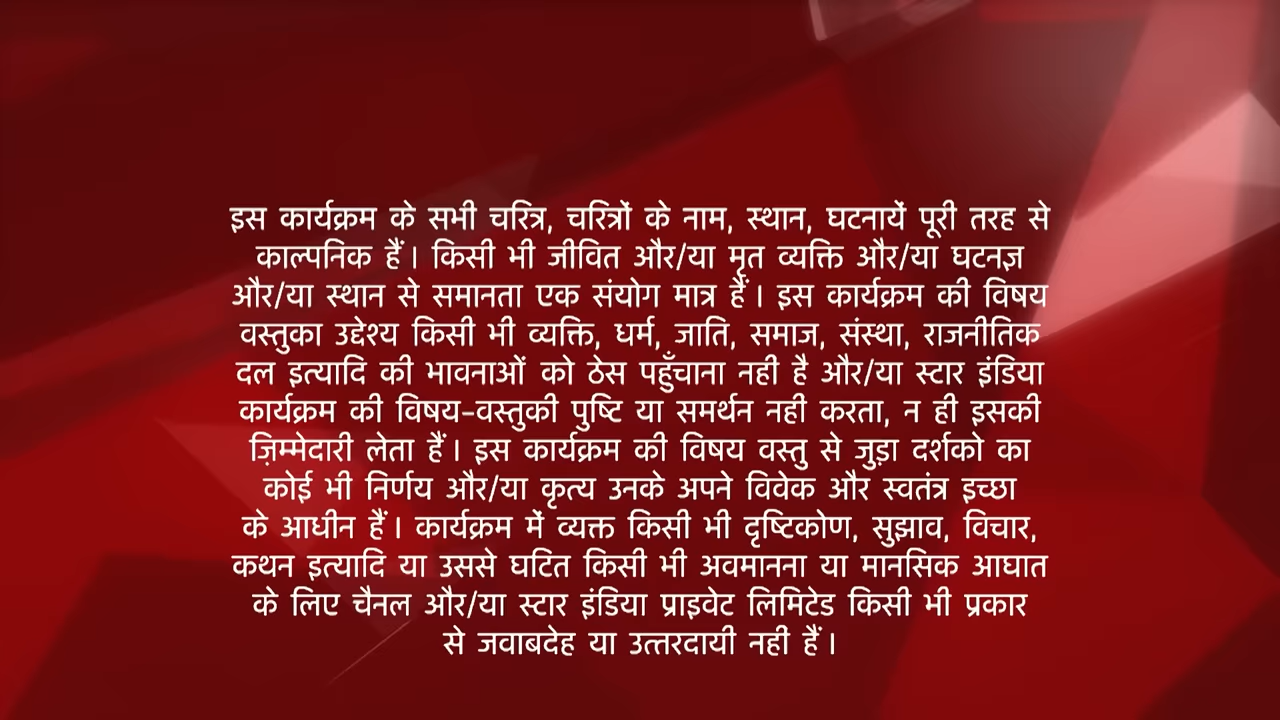 इस कार्यक्रम के सभी चरित्र, चरित्रों के नाम, स्थान, घटनायें पूरी तरह से
काल्पनिक हैं। किसी भी जीवित और/या मृत व्यक्ति और/या घटनज्ञ
और/या स्थान से समानता एक संयोग मात्र हैं। इस कार्यक्रम की विषय
वस्तुका उद्देश्य किसी भी व्यक्ति, धर्म, जाति, समाज, संस्था, राजनीतिक
दल इत्यादि की भावनाओं को ठेस पहुँचाना नही है और/या स्टार इंडिया
कार्यक्रम की विषय-वस्तुकी पुष्टि या समर्थन नही करता, न ही इसकी
ज़िम्मेदारी लेता हैं। इस कार्यक्रम की विषय वस्तु से जुड़ा दर्शको का
कोई भी निर्णय और/या कृत्य उनके अपने विवेक और स्वतंत्र इच्छा
के आधीन हैं। कार्यक्रम में व्यक्त किसी भी दृष्टिकोण, सुझाव, विचार,
कथन इत्यादि या उससे घटित किसी भी अवमानना या मानसिक आघात
के लिए चैनल और/या स्टार इंडिया प्राइवेट लिमिटेड किसी भी प्रकार
से जवाबदेह या उत्तरदायी नही हैं।